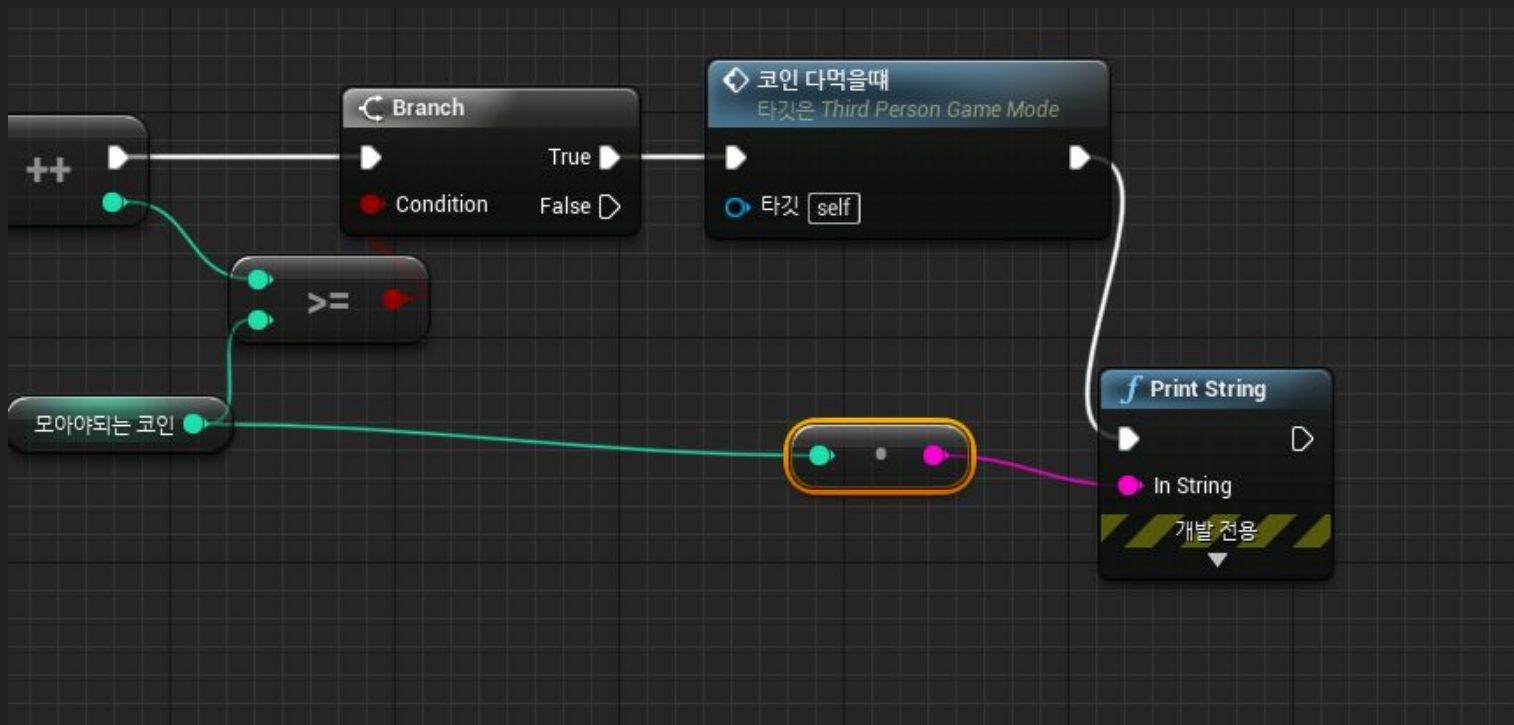 ++
Branch
True
Condition
False
>=
모아야되는 코인
코인 다먹을떄
타깃은 Third Person Game Mode
타깃 self
f Print String
In String
개발 전용